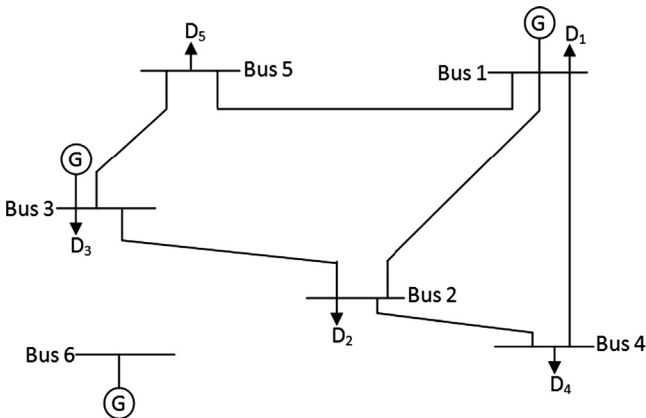 G
D₁
D₅
Bus 5
Bus 1
G
Bus 3
D₃
Bus 2
D₂
Bus 4
Bus 6
D₄
G